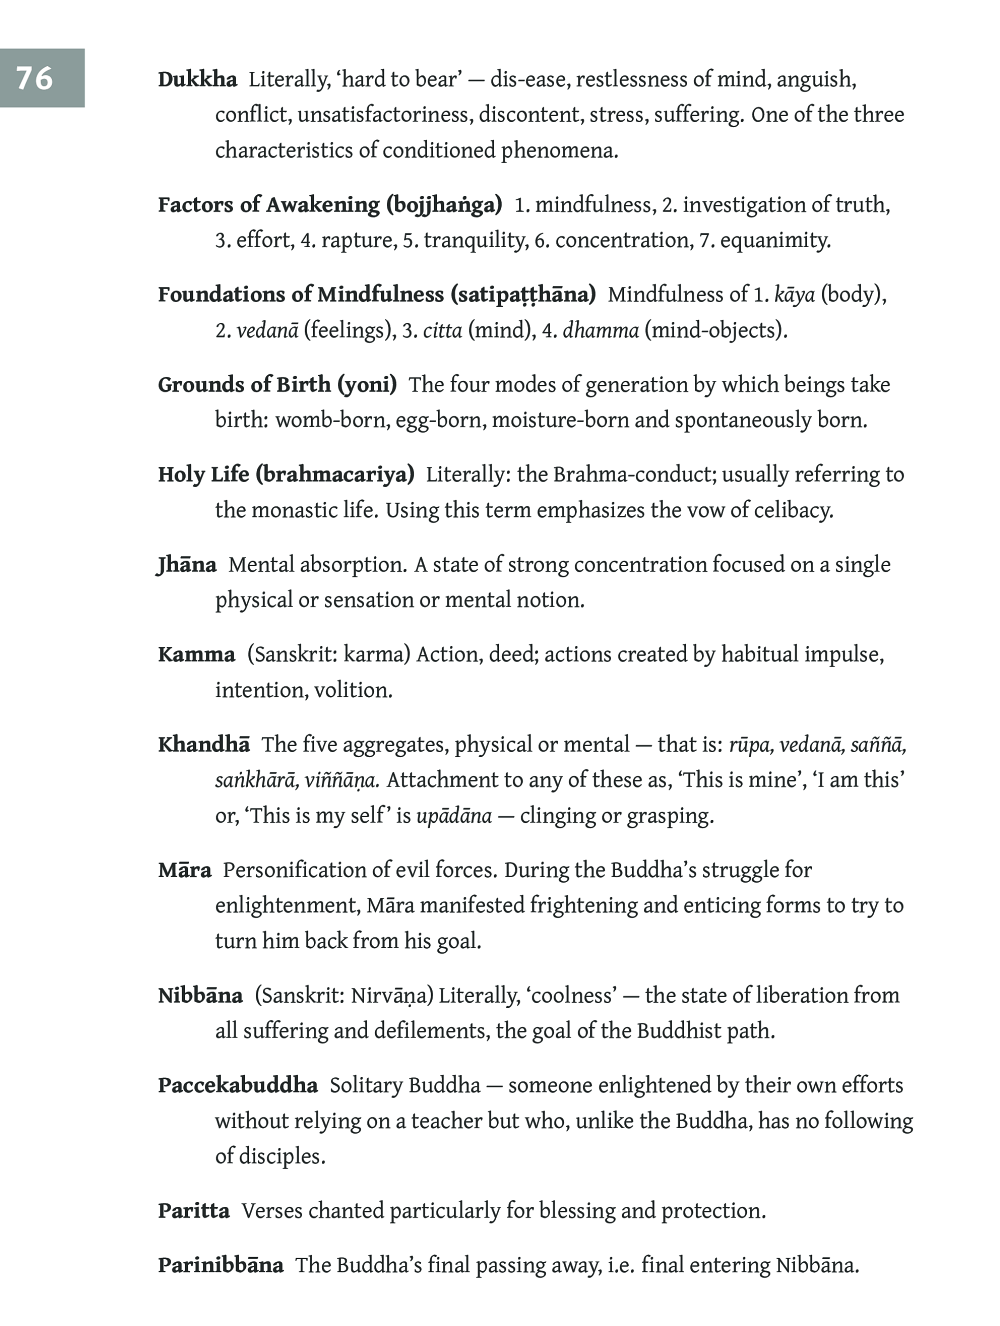 76
Dukkha Literally, ‘hard to bear’ — dis-ease, restlessness of mind, anguish,
conflict, unsatisfactoriness, discontent, stress, suffering. One of the three
characteristics of conditioned phenomena.
Factors of Awakening (bojjhaṅga) 1. mindfulness, 2. investigation of truth,
3. effort, 4. rapture, 5. tranquility, 6. concentration, 7. equanimity.
Foundations of Mindfulness (satipaṭṭhāna) Mindfulness of 1. kāya (body),
2. vedanā (feelings), 3. citta (mind), 4. dhamma (mind-objects).
Grounds of Birth (yoni) The four modes of generation by which beings take
birth: womb-born, egg-born, moisture-born and spontaneously born.
Holy Life (brahmacariya) Literally: the Brahma-conduct; usually referring to
the monastic life. Using this term emphasizes the vow of celibacy.
Jhāna Mental absorption. A state of strong concentration focused on a single
physical or sensation or mental notion.
Kamma (Sanskrit: karma) Action, deed; actions created by habitual impulse,
intention, volition.
Khandhā The five aggregates, physical or mental — that is: rūpa, vedanā, saññā,
saṅkhārā, viññāṇa. Attachment to any of these as, ‘This is mine’, ‘I am this’
or, ‘This is my self’ is upādāna — clinging or grasping.
Māra Personification of evil forces. During the Buddha’s struggle for
enlightenment, Māra manifested frightening and enticing forms to try to
turn him back from his goal.
Nibbāna (Sanskrit: Nirvāṇa) Literally, ‘coolness’ — the state of liberation from
all suffering and defilements, the goal of the Buddhist path.
Paccekabuddha Solitary Buddha — someone enlightened by their own efforts
without relying on a teacher but who, unlike the Buddha, has no following
of disciples.
Paritta Verses chanted particularly for blessing and protection.
Parinibbāna The Buddha’s final passing away, i.e. final entering Nibbāna.